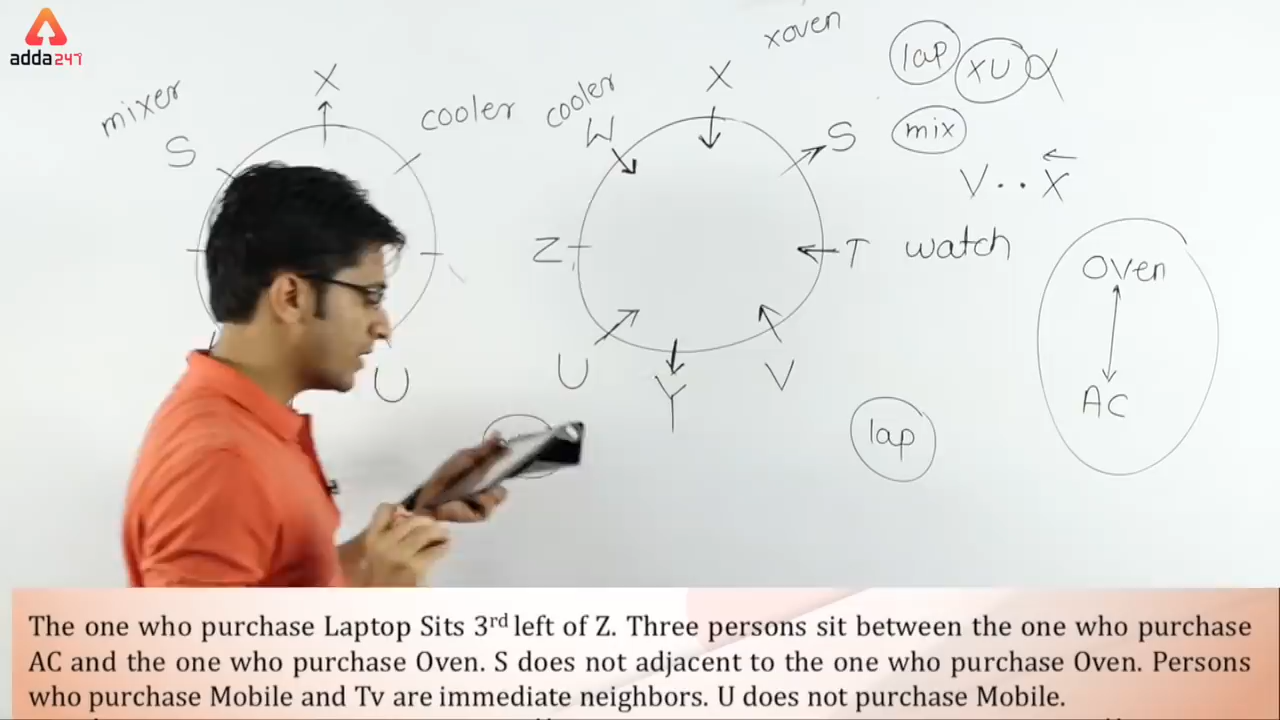 adda247
mixer
S
X
cooler
U
cooler
W
X
xoven
S
Z
T
watch
U
Y
V
lap
XU
mix
V..X
lap
Oven
AC
The one who purchase Laptop Sits 3rd left of Z. Three persons sit between the one who purchase
AC and the one who purchase Oven. S does not adjacent to the one who purchase Oven. Persons
who purchase Mobile and Tv are immediate neighbors. U does not purchase Mobile.